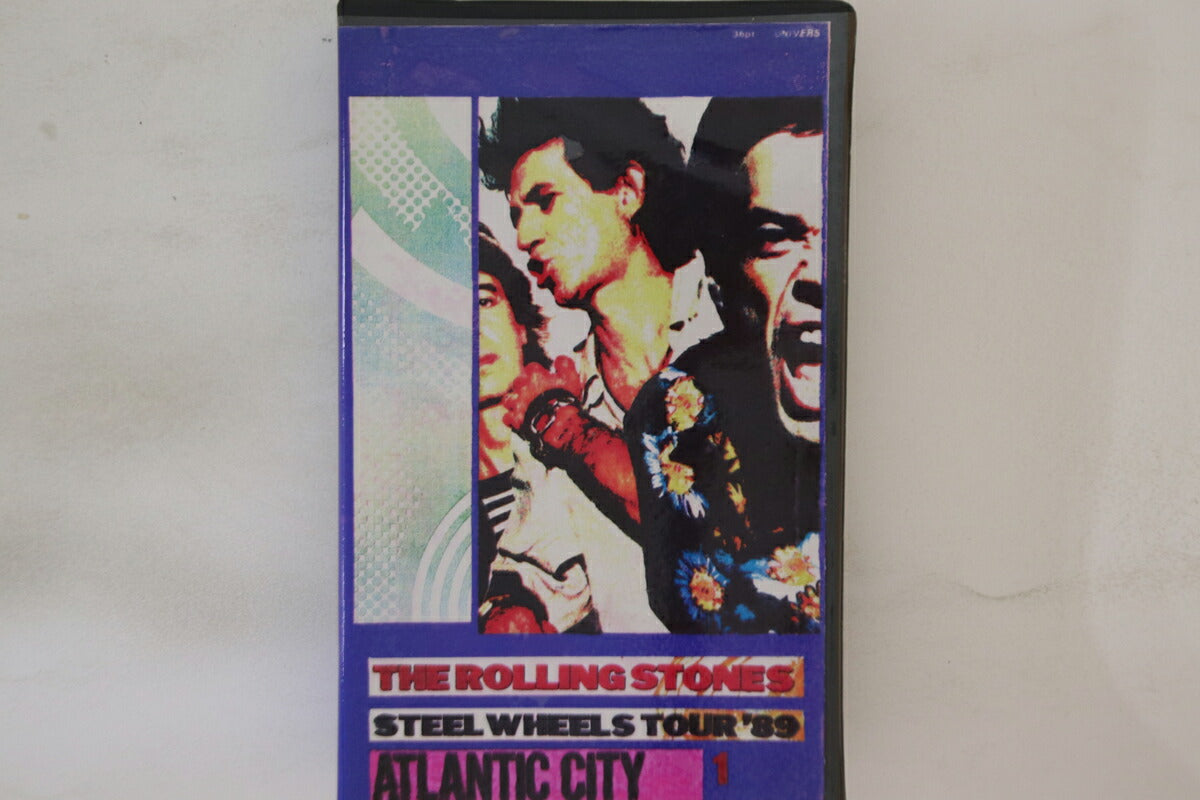 36pt UNIVERS
THE ROLLING STONES
STEEL WHEELS TOUR '89
ATLANTIC CITY 1